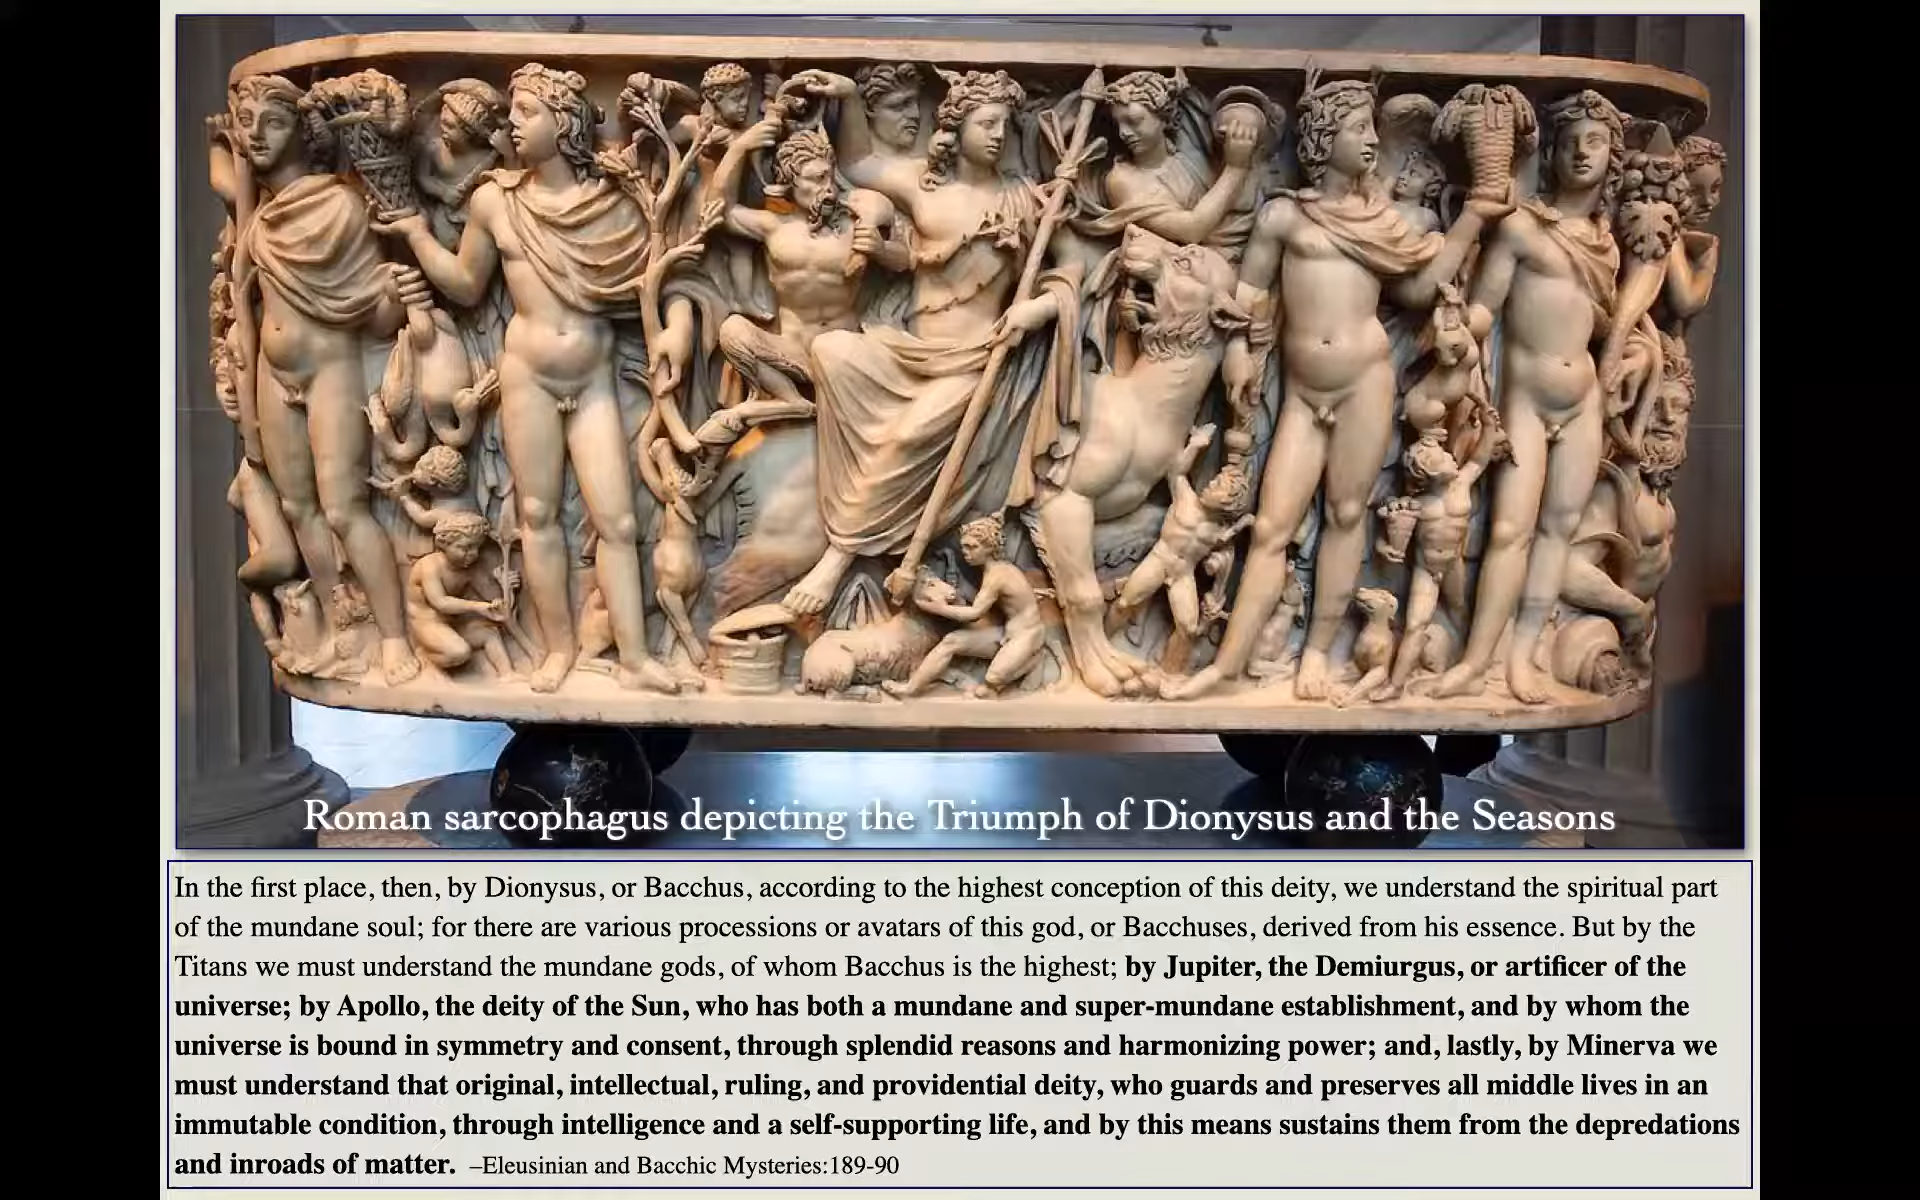 Roman sarcophagus depicting the Triumph of Dionysus and the Seasons
In the first place, then, by Dionysus, or Bacchus, according to the highest conception of this deity, we understand the spiritual part
of the mundane soul; for there are various processions or avatars of this god, or Bacchuses, derived from his essence. But by the
Titans we must understand the mundane gods, of whom Bacchus is the highest; by Jupiter, the Demiurgus, or artificer of the
universe; by Apollo, the deity of the Sun, who has both a mundane and super-mundane establishment, and by whom the
universe is bound in symmetry and consent, through splendid reasons and harmonizing power; and, lastly, by Minerva we
must understand that original, intellectual, ruling, and providential deity, who guards and preserves all middle lives in an
immutable condition, through intelligence and a self-supporting life, and by this means sustains them from the depredations
and inroads of matter. –Eleusinian and Bacchic Mysteries:189-90